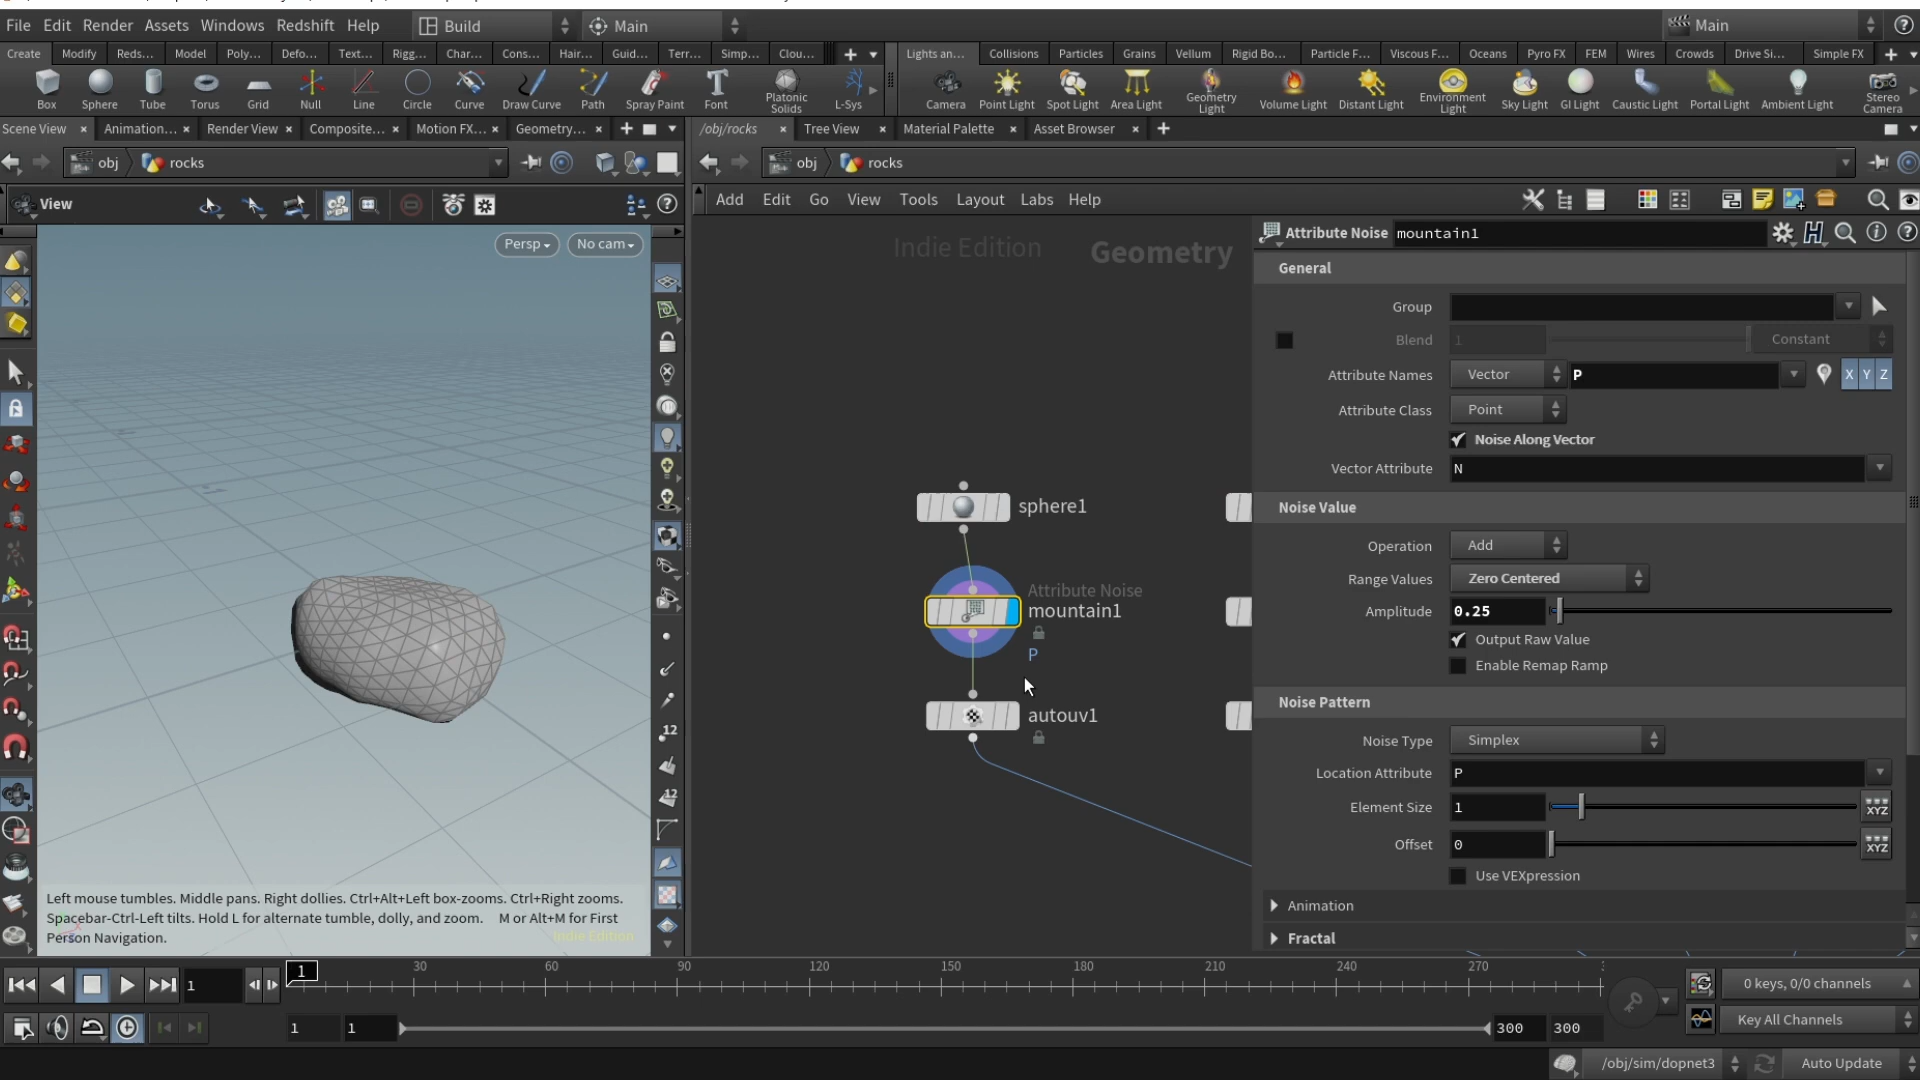 File Edit Render Assets Windows Redshift Help Build Main Main
Create Modify Reds... Model Poly... Defo... Text... Rigg... Char... Cons... Hair... Guid... Terr... Simp... Clou... Lights an... Collisions Particles Grains Vellum Rigid Bo... Particle F... Viscous F... Oceans Pyro FX FEM Wires Crowds Drive Si... Simple FX
Box Sphere Tube Torus Grid Null Line Circle Curve Draw Curve Path Spray Paint Font Platonic Solids L-Sys Camera Point Light Spot Light Area Light Geometry Light Volume Light Distant Light Environment Light Sky Light GI Light Caustic Light Portal Light Ambient Light Stereo Camera
Scene View Animation... Render View Composite... Motion FX... Geometry... /obj/rocks Tree View Material Palette Asset Browser
obj rocks obj rocks
View
Add Edit Go View Tools Layout Labs Help
Persp No cam
Indie Edition Geometry
Attribute Noise mountain1
General
Group
Blend 1 Constant
Attribute Names Vector P X Y Z
Attribute Class Point
Noise Along Vector
Vector Attribute N
sphere1
Noise Value
Operation Add
Range Values Zero Centered
Attribute Noise
mountain1
P
Amplitude 0.25
Output Raw Value
Enable Remap Ramp
autouv1
Noise Pattern
Noise Type Simplex
Location Attribute P
Element Size 1 XYZ
Offset 0 XYZ
Use VEXpression
Animation
Fractal
12
12
Left mouse tumbles. Middle pans. Right dollies. Ctrl+Alt+Left box-zooms. Ctrl+Right zooms.
Spacebar-Ctrl-Left tilts. Hold L for alternate tumble, dolly, and zoom. M or Alt+M for First
Person Navigation.
Indie Edition
1 1 30 60 90 120 150 180 210 240 270
0 keys, 0/0 channels
1 1 300 300
Key All Channels
/obj/sim/dopnet3 Auto Update